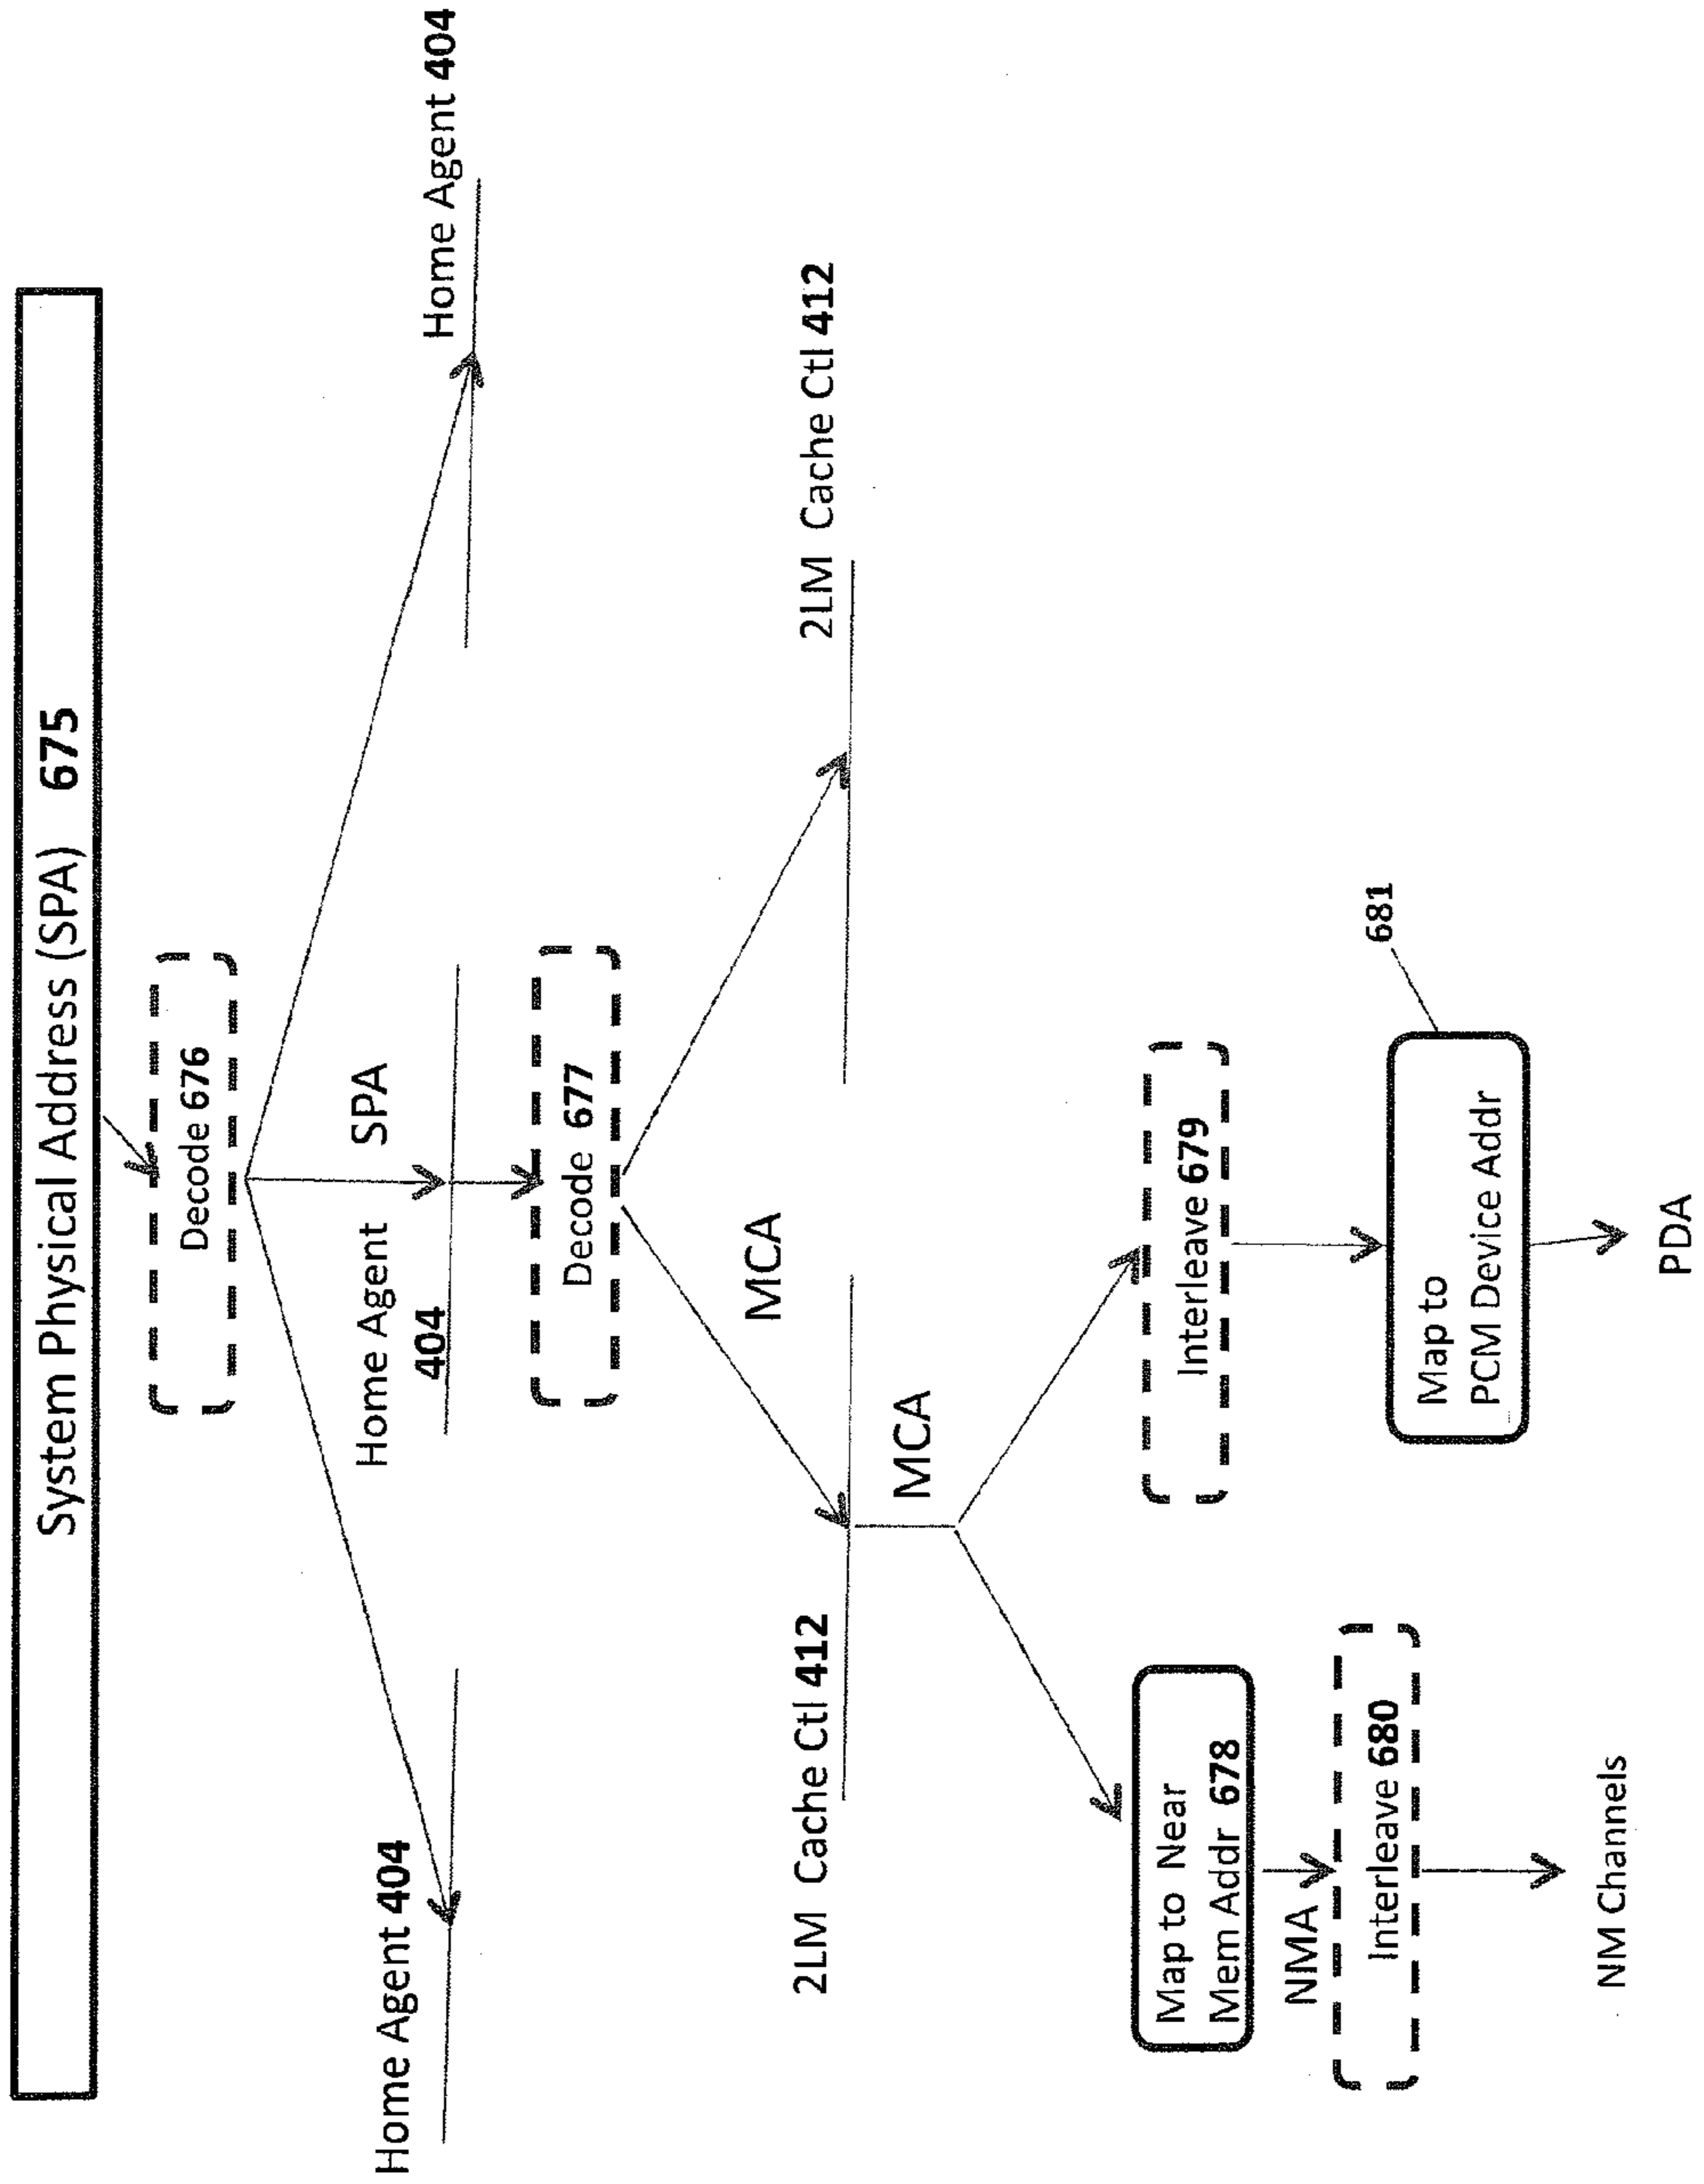 System Physical Address (SPA) 675
Decode 676
Home Agent 404
Home Agent
404
SPA
Home Agent 404
Decode 677
MCA
2LM Cache Ctl 412
2LM Cache Ctl 412
MCA
Map to Near
Mem Addr 678
Interleave 679
NMA
Interleave 680
681
Map to
PCM Device Addr
NM Channels
PDA